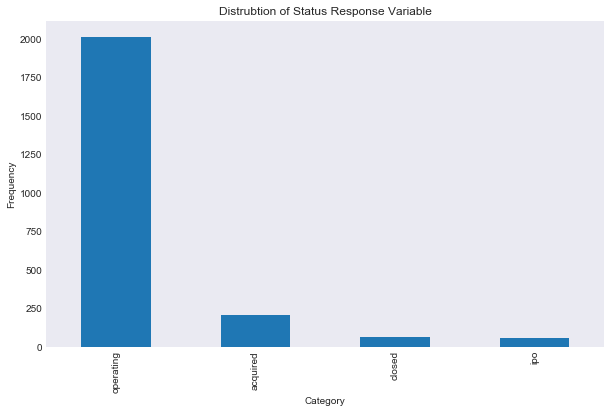 Distrubtion of Status Response Variable
2000
1750
1500
1250
1000
750
500
250
0
Frequency
operating
acquired
closed
ipo
Category